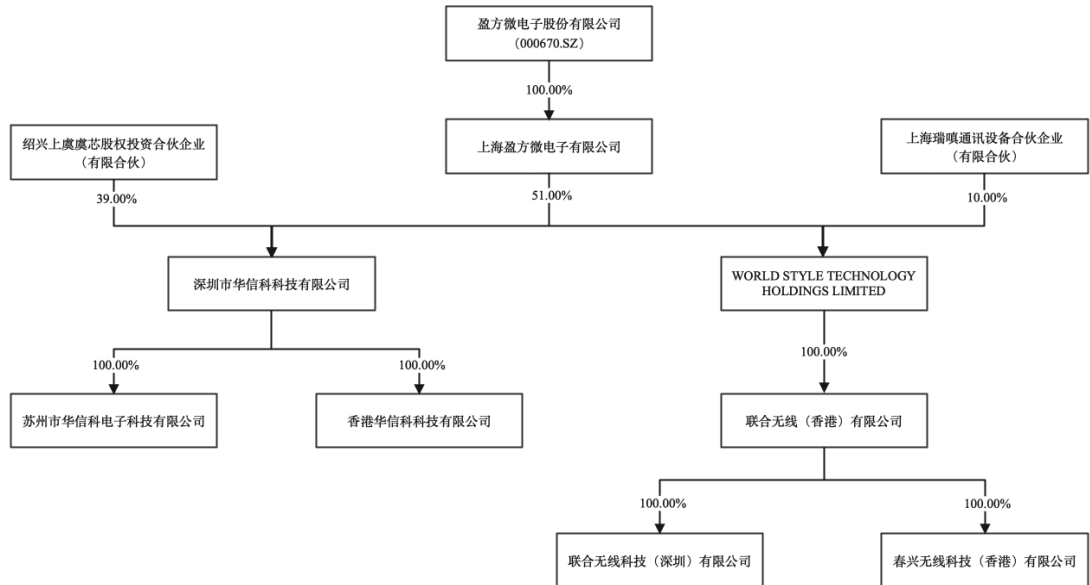 盈方微电子股份有限公司
（000670.SZ）
100.00%
绍兴上虞虞芯股权投资合伙企业
（有限合伙）
上海盈方微电子有限公司
上海瑞嗔通讯设备合伙企业
（有限合伙）
39.00%
51.00%
10.00%
深圳市华信科科技有限公司
WORLD STYLE TECHNOLOGY
HOLDINGS LIMITED
100.00%
100.00%
100.00%
苏州市华信科电子科技有限公司
香港华信科科技有限公司
联合无线（香港）有限公司
100.00%
100.00%
联合无线科技（深圳）有限公司
春兴无线科技（香港）有限公司